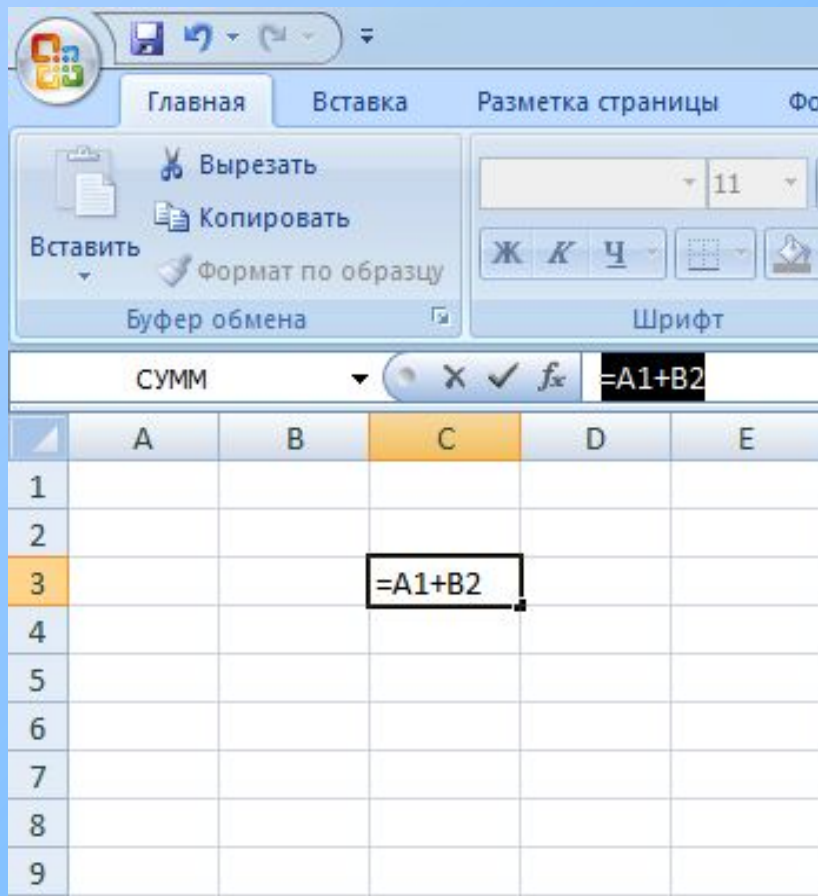 Главная Вставка Разметка страницы Фо
Вырезать
Копировать
Вставить
Формат по образцу
11
Ж К Ч
Буфер обмена
Шрифт
СУММ fx =A1+B2
A B C D E
1
2
3 =A1+B2
4
5
6
7
8
9